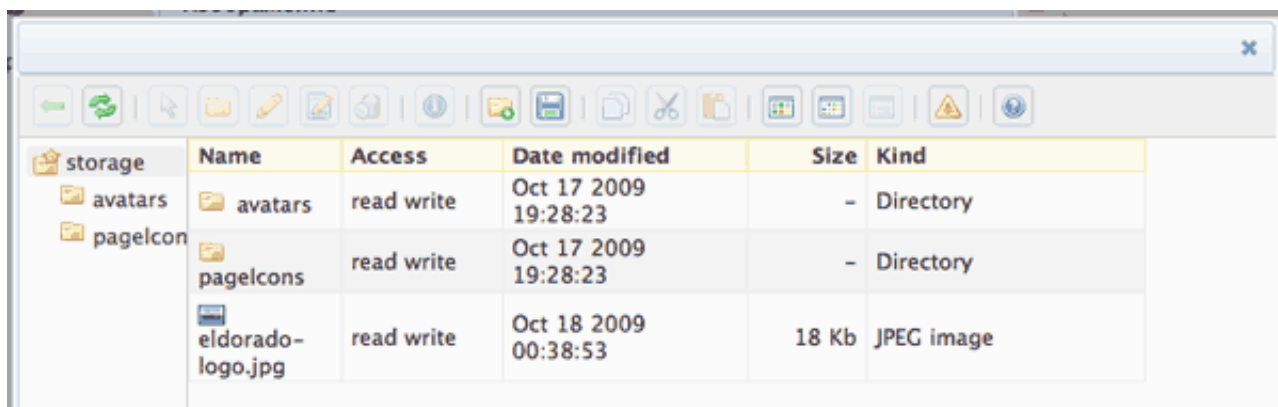 storage
avatars
pageIcon
Name Access Date modified Size Kind
avatars read write Oct 17 2009 19:28:23 – Directory
pageIcons read write Oct 17 2009 19:28:23 – Directory
eldorado-logo.jpg read write Oct 18 2009 00:38:53 18 Kb JPEG image